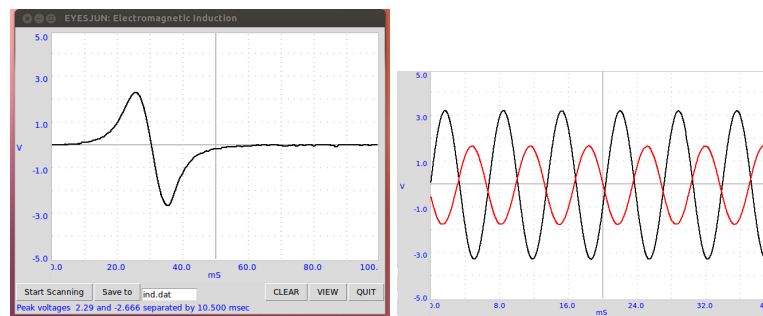 EYESJUN: Electromagnetic Induction
5.0
3.0
1.0
V
-1.0
-3.0
-5.0
0.0 20.0 40.0 60.0 80.0 100.
mS
Start Scanning Save to ind.dat CLEAR VIEW QUIT
Peak voltages 2.29 and -2.666 separated by 10.500 msec
5.0
3.0
1.0
V
-1.0
-3.0
-5.0
0.0 8.0 16.0 24.0 32.0 4
mS